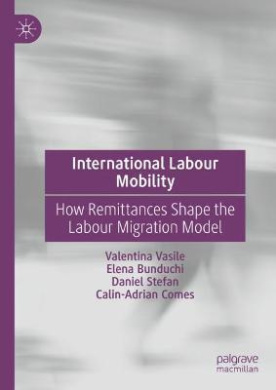 International Labour
Mobility
How Remittances Shape the
Labour Migration Model
Valentina Vasile
Elena Bunduchi
Daniel Stefan
Calin-Adrian Comes
palgrave
macmillan